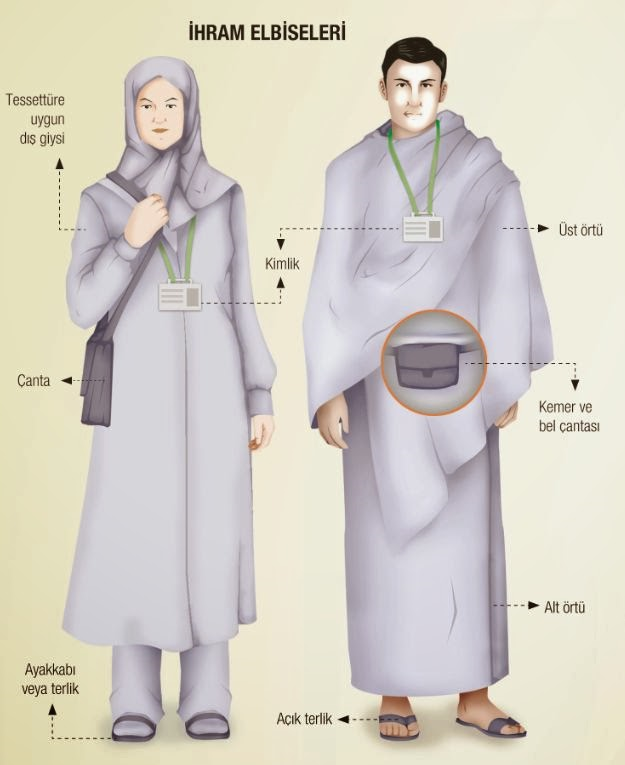 İHRAM ELBİSELERİ
Tessettüre
uygun
dış giysi
Üst örtü
Kimlik
Çanta
Kemer ve
bel çantası
Alt örtü
Ayakkabı
veya terlik
Açık terlik